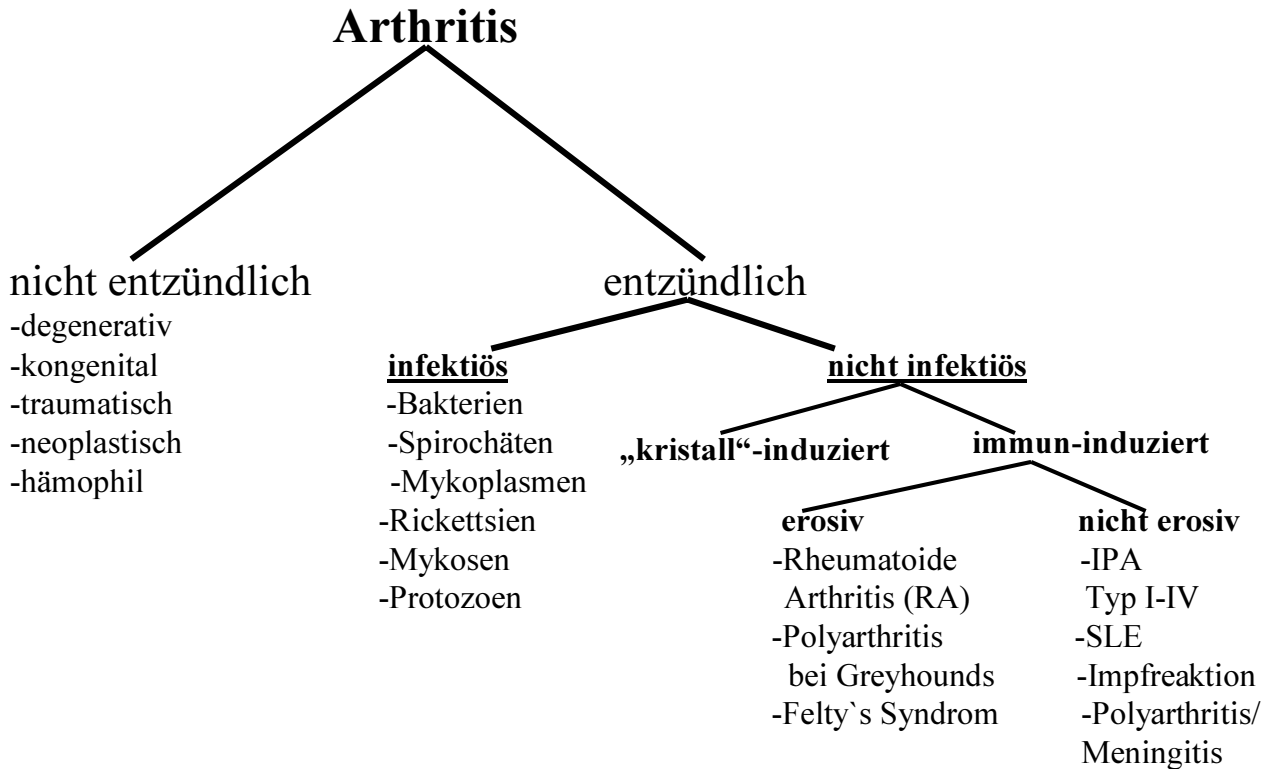 Arthritis
nicht entzündlich
-degenerativ
-kongenital
-traumatisch
-neoplastisch
-hämophil
entzündlich
infektiös
-Bakterien
-Spirochäten
-Mykoplasmen
-Rickettsien
-Mykosen
-Protozoen
nicht infektiös
„kristall“-induziert
immun-induziert
erosiv
-Rheumatoide
Arthritis (RA)
-Polyarthritis
bei Greyhounds
-Felty`s Syndrom
nicht erosiv
-IPA
Typ I-IV
-SLE
-Impfreaktion
-Polyarthritis/
Meningitis